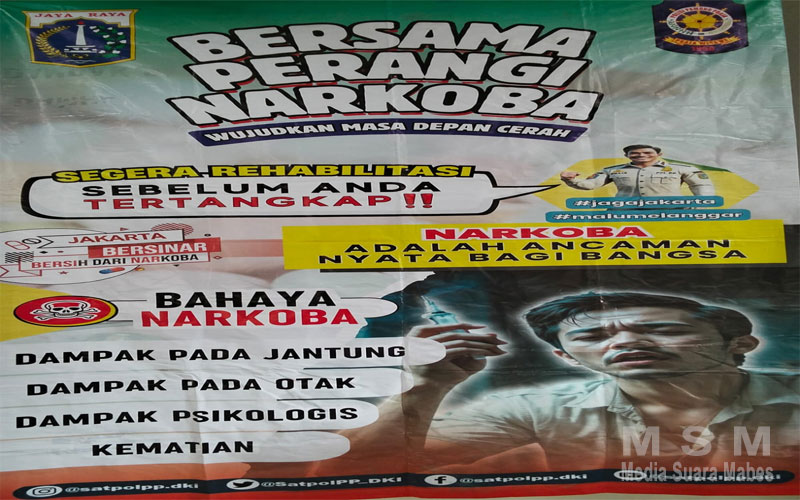 JAYA RAYA
BERSAMA
PERANGI
NARKOBA
WUJUDKAN MASA DEPAN CERAH
SEGERA REHABILITASI
SEBELUM ANDA
TERTANGKAP !!
#jagajakarta
#malumelanggar
JAKARTA
BERSINAR
BERSIH DARI NARKOBA
NARKOBA
ADALAH ANCAMAN
NYATA BAGI BANGSA
BAHAYA
NARKOBA
DAMPAK PADA JANTUNG
DAMPAK PADA OTAK
DAMPAK PSIKOLOGIS
KEMATIAN
M S M
Media Suara Mabes
@satpolpp.dki @SatpolPP_DKI @satpolpp.dki